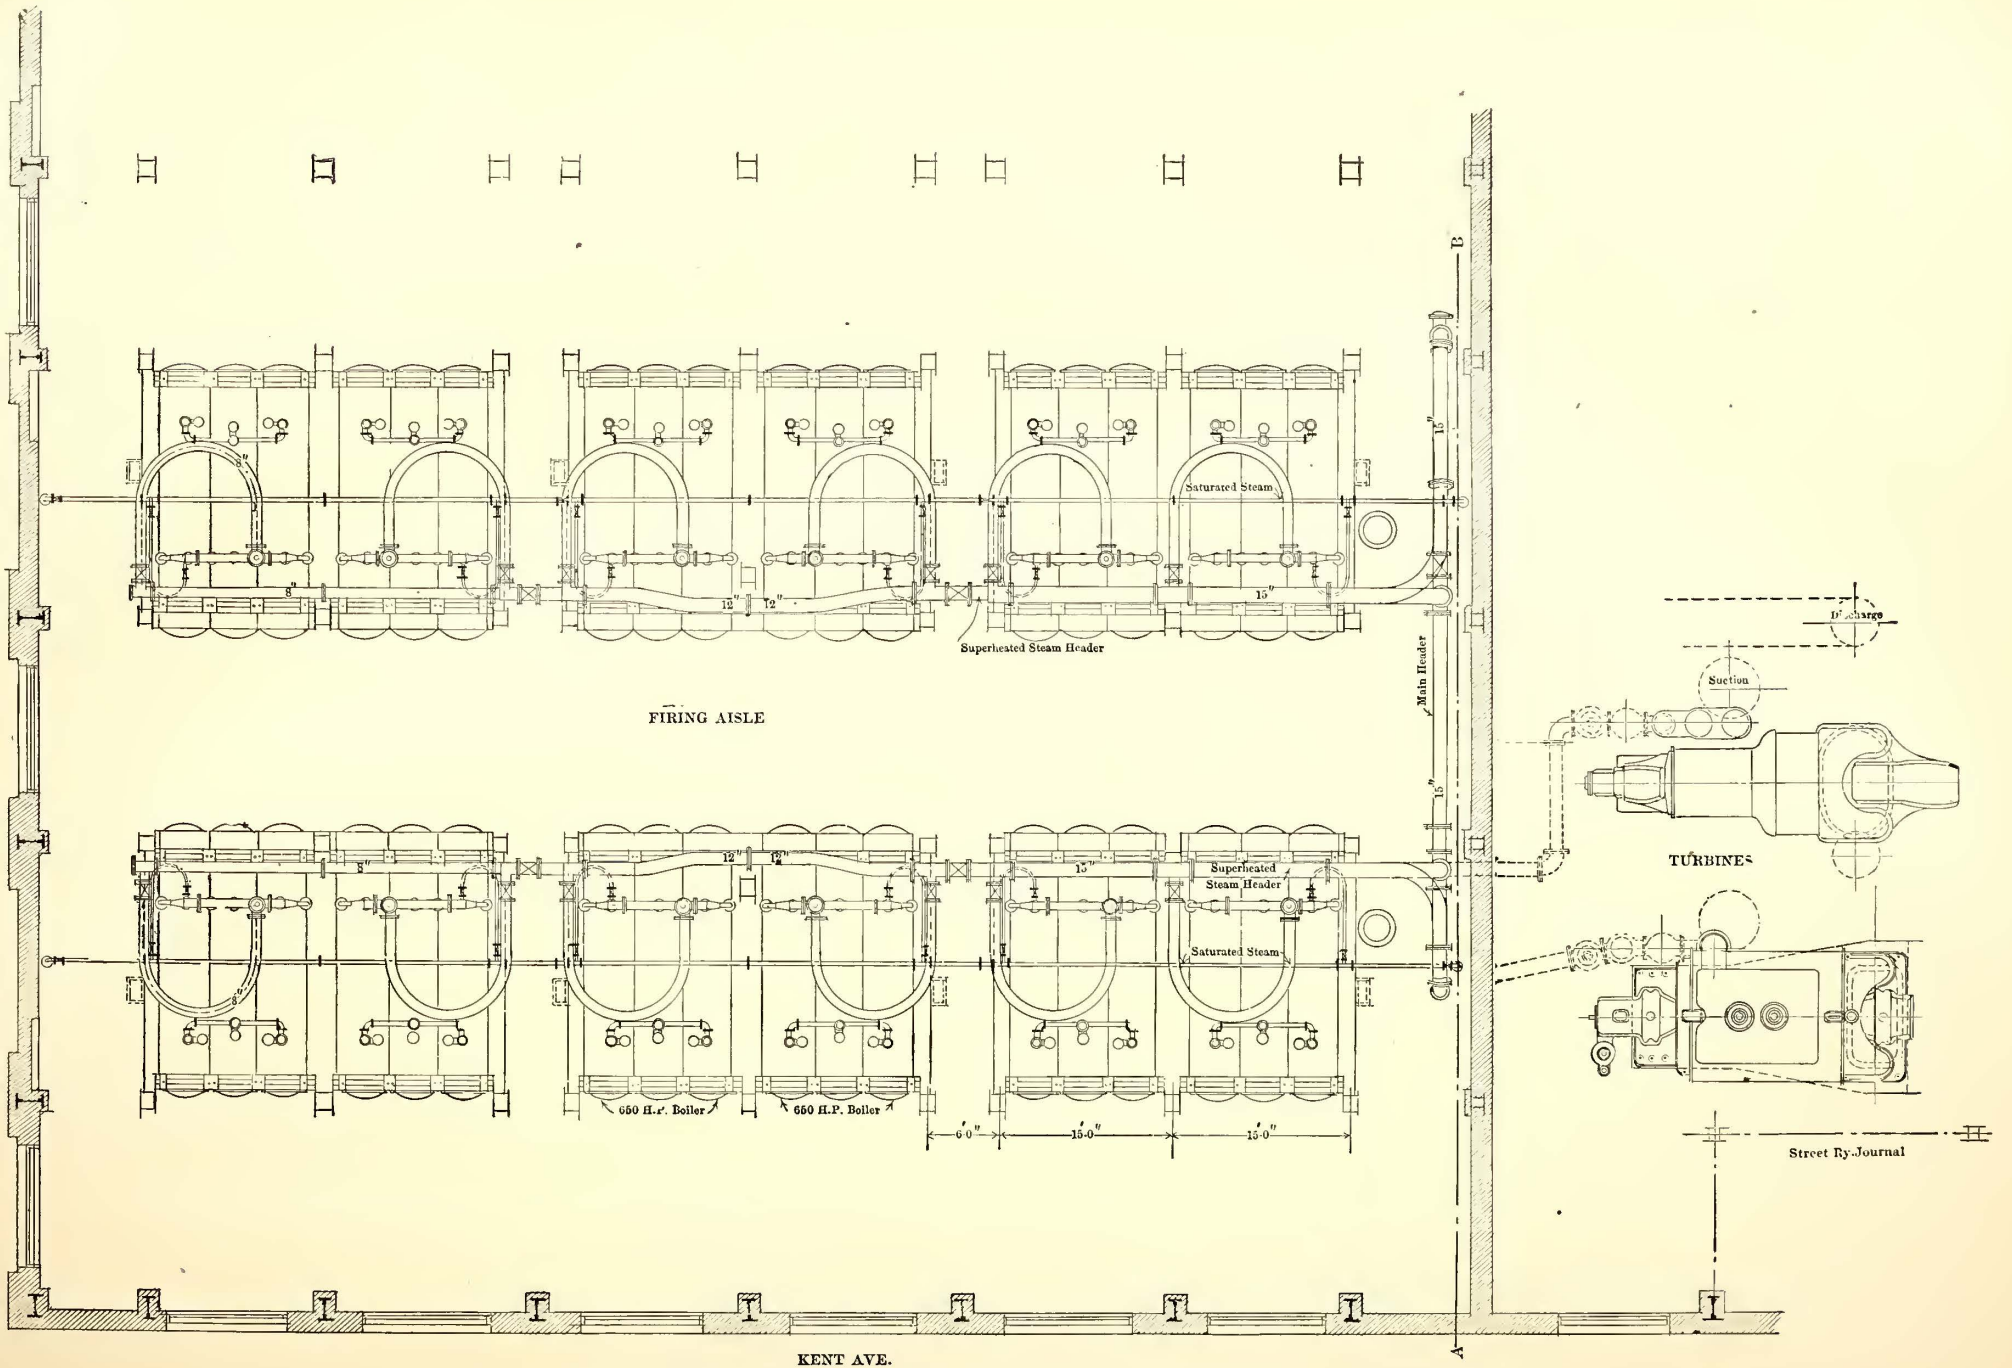 B
15"
8"
Saturated Steam
8"
12" 12"
15"
Superheated Steam Header
Main Header
Discharge
Suction
FIRING AISLE
15"
TURBINES
8"
12" 12"
15"
Superheated
Steam Header
Saturated Steam
8"
650 H.P. Boiler
650 H.P. Boiler
6'0"
15'-0"
15'-0"
Street Ry. Journal
A
KENT AVE.